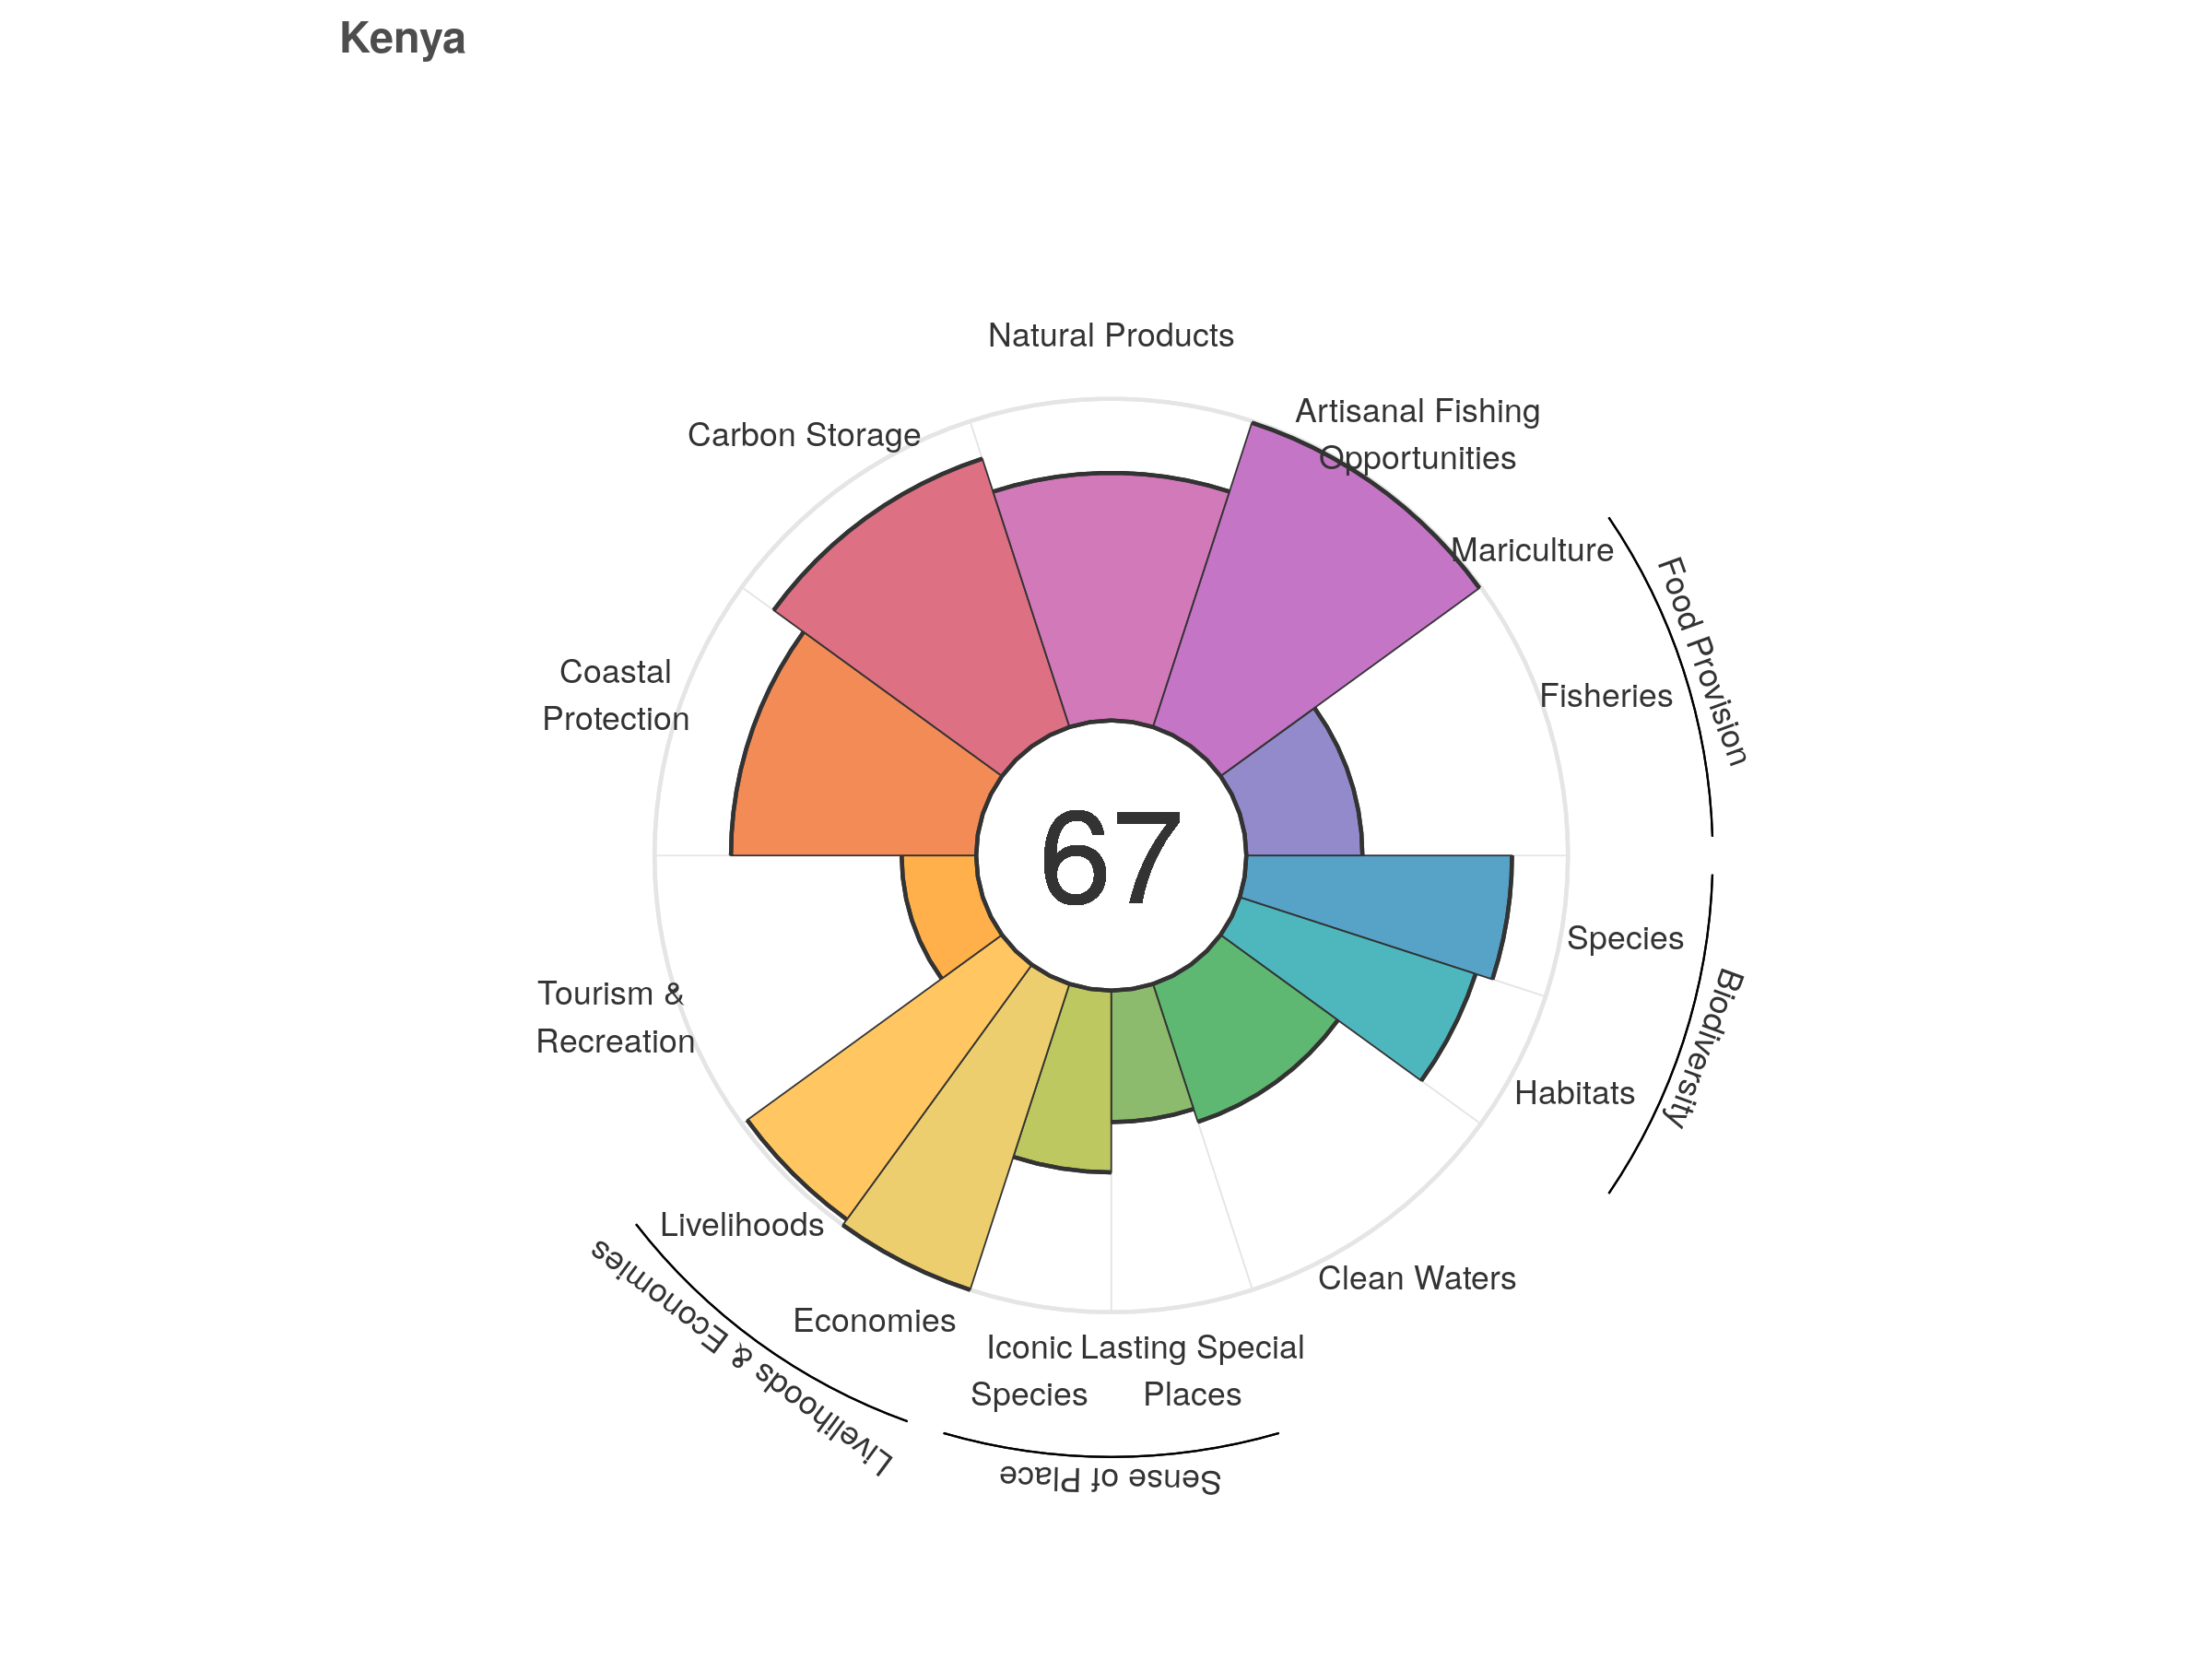 Kenya
Natural Products
Artisanal Fishing
Opportunities
Carbon Storage
Mariculture
Food Provision
Coastal
Protection
Fisheries
67
Species
Biodiversity
Tourism &
Recreation
Habitats
Livelihoods
Clean Waters
Economies
Livelihoods & Economies
Iconic
Species
Lasting Special
Places
Sense of Place